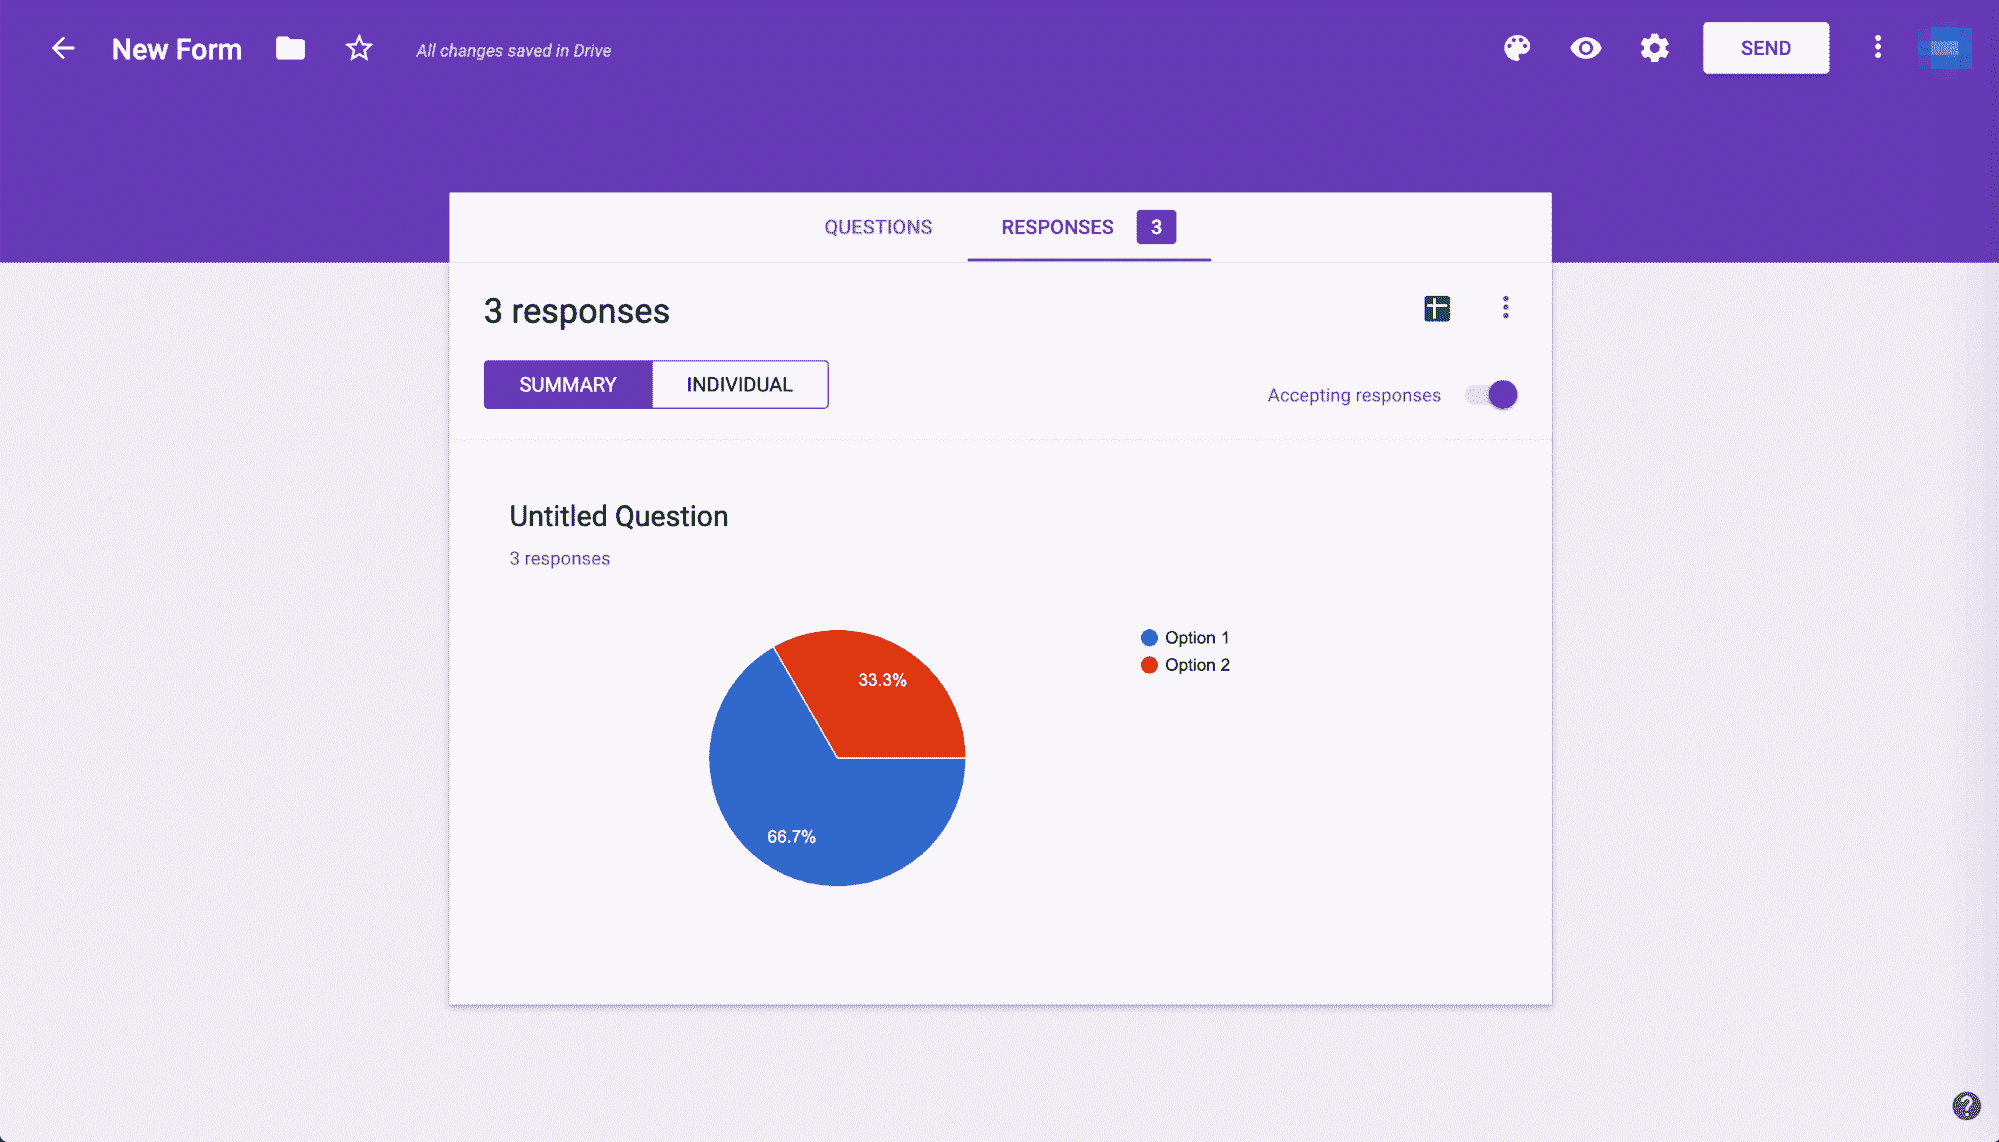 New Form
All changes saved in Drive
SEND
QUESTIONS
RESPONSES 3
3 responses
SUMMARY
INDIVIDUAL
Accepting responses
Untitled Question
3 responses
Option 1
Option 2
33.3%
66.7%
?